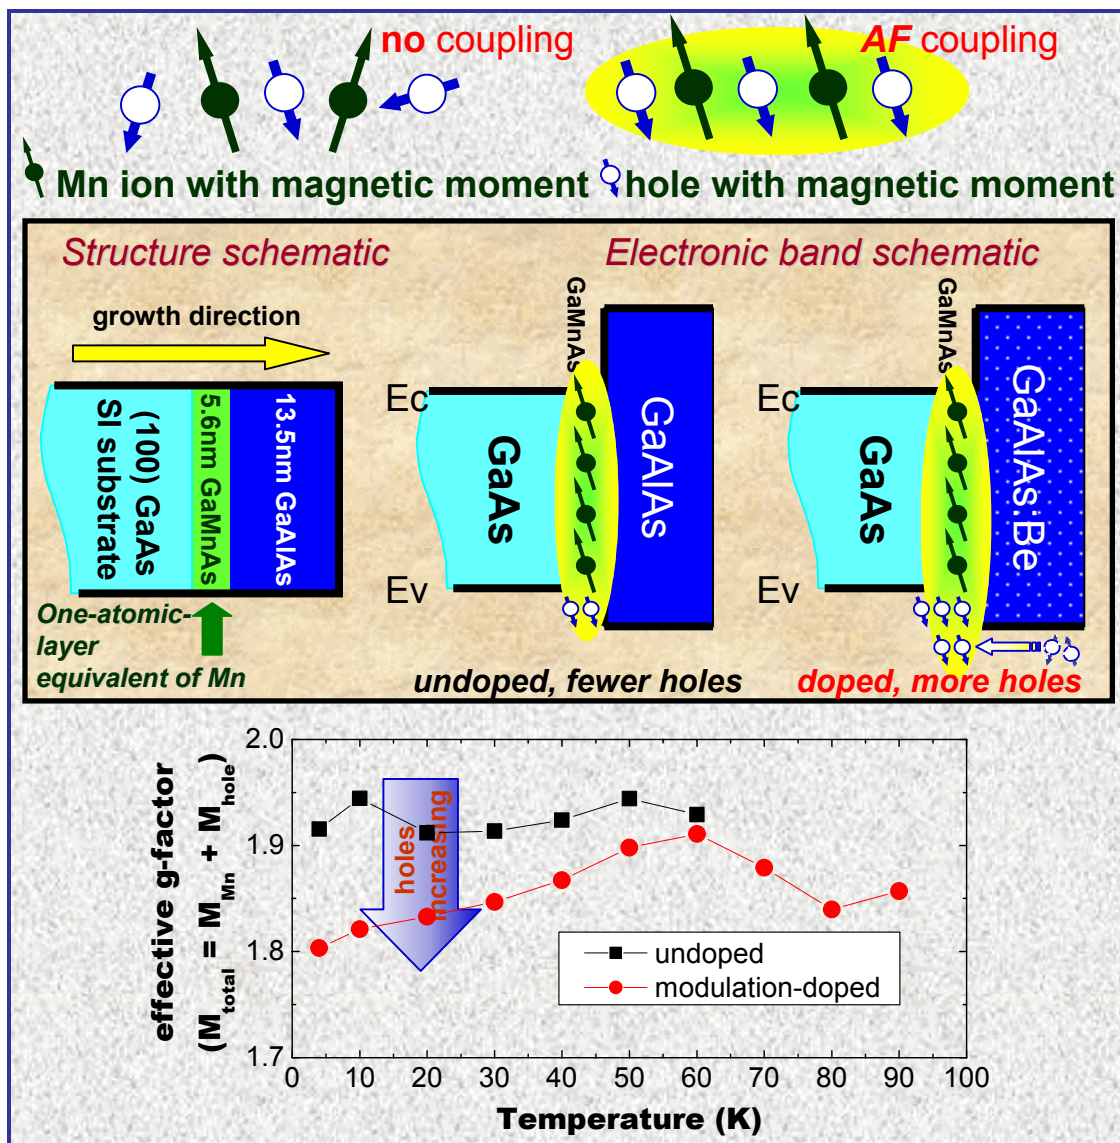 no coupling
AF coupling
Mn ion with magnetic moment
hole with magnetic moment
Structure schematic
Electronic band schematic
growth direction
(100) GaAs
SI substrate
5.6nm GaMnAs
13.5nm GaAlAs
One-atomic-
layer
equivalent of Mn
GaMnAs
Ec
GaAs
GaAlAs
Ev
undoped, fewer holes
GaMnAs
Ec
GaAs
GaAlAs:Be
Ev
doped, more holes
effective g-factor
(Mtotal = MMn + Mhole)
2.0
1.9
1.8
1.7
holes
increasing
undoped
modulation-doped
0 10 20 30 40 50 60 70 80 90 100
Temperature (K)